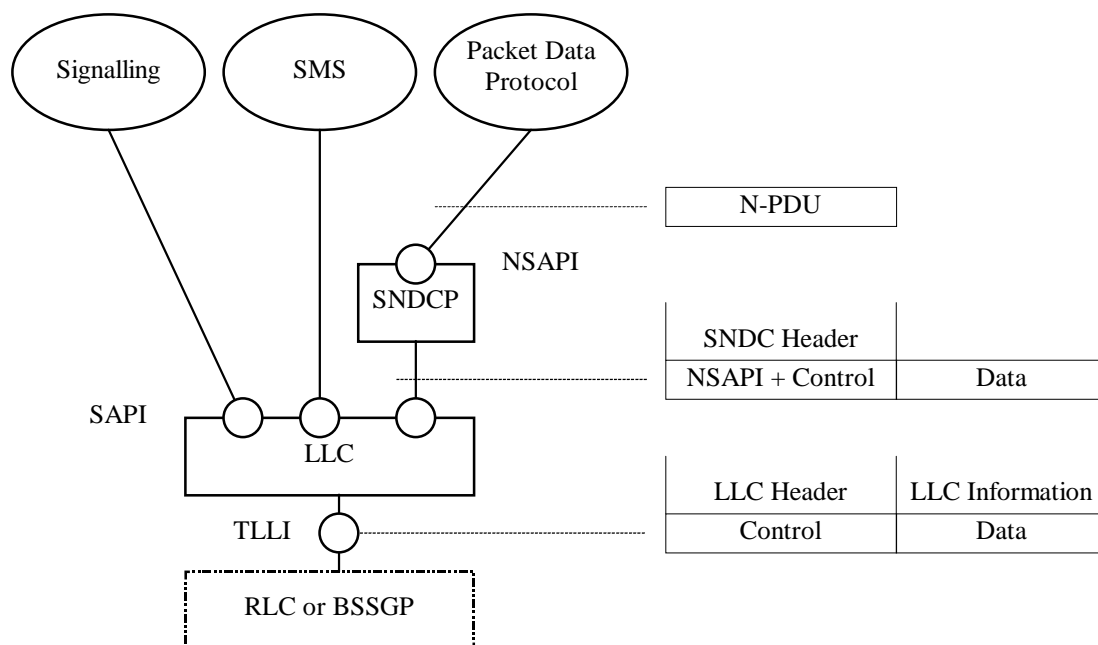 Signalling
SMS
Packet Data
Protocol
N-PDU
NSAPI
SNDCP
SNDC Header
NSAPI + Control
Data
SAPI
LLC
LLC Header
LLC Information
TLLI
Control
Data
RLC or BSSGP